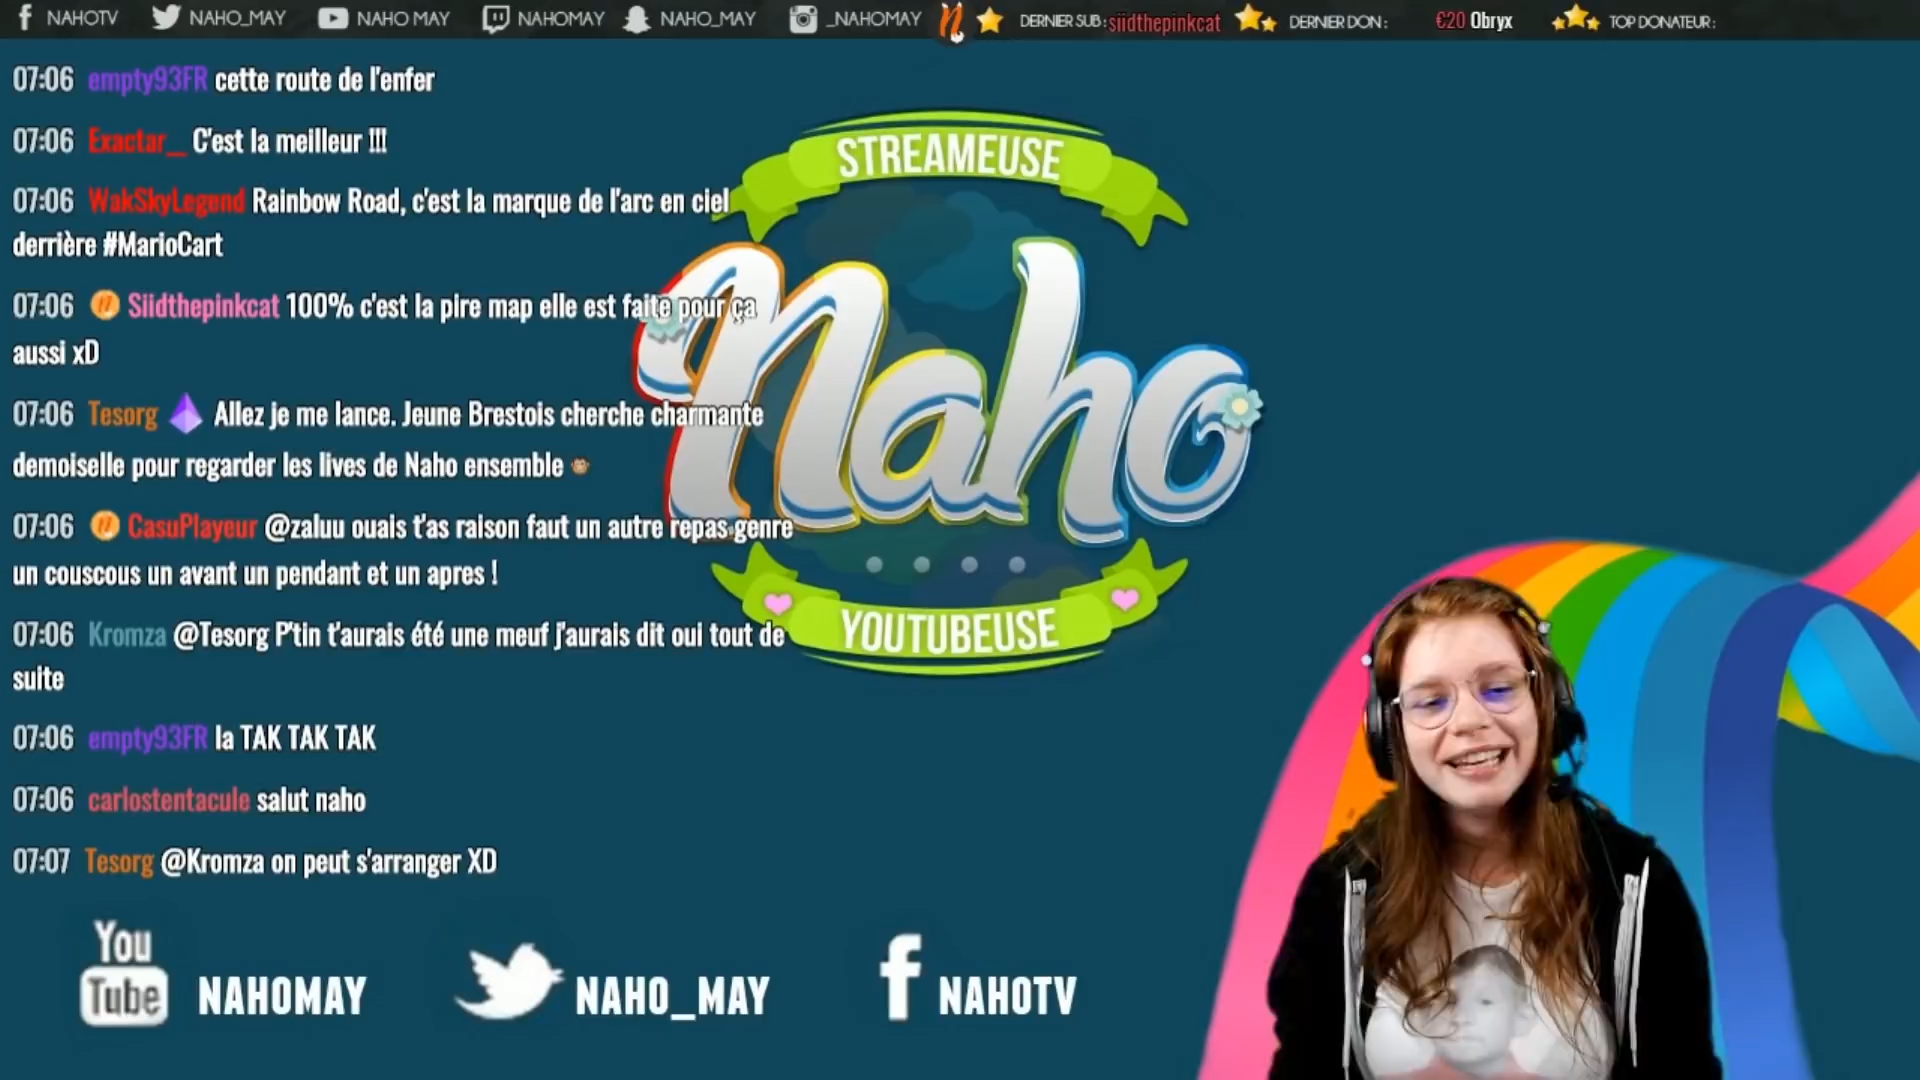 NAHOTV NAHO_MAY NAHO MAY NAHOMAY NAHO_MAY _NAHOMAY DERNIER SUB : siidthepinkcat DERNIER DON : €20 Obryx TOP DONATEUR :
07:06 empty93FR cette route de l'enfer
07:06 Exactar__ C'est la meilleur !!!
07:06 WakSkyLegend Rainbow Road, c'est la marque de l'arc en ciel
derrière #MarioCart
07:06 Siidthepinkcat 100% c'est la pire map elle est faite pour ça
aussi xD
07:06 Tesorg Allez je me lance. Jeune Brestois cherche charmante
demoiselle pour regarder les lives de Naho ensemble
07:06 CasuPlayeur @zaluu ouais t'as raison faut un autre repas genre
un couscous un avant un pendant et un apres !
07:06 Kromza @Tesorg P'tin t'aurais été une meuf j'aurais dit oui tout de
suite
07:06 empty93FR la TAK TAK TAK
07:06 carlostentacule salut naho
07:07 Tesorg @Kromza on peut s'arranger XD
STREAMEUSE
Naho
YOUTUBEUSE
You
Tube
NAHOMAY NAHO_MAY NAHOTV